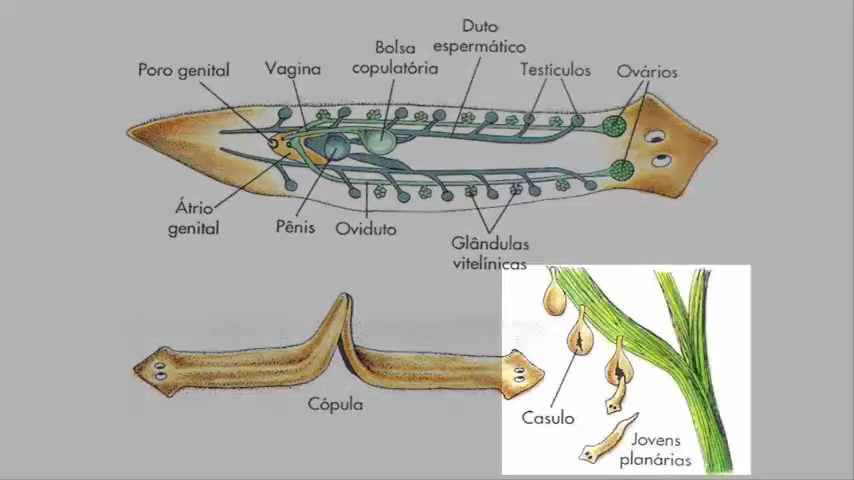 Poro genital
Vagina
Bolsa
copulatória
Duto
espermático
Testículos
Ovários
Átrio
genital
Pênis
Oviduto
Glândulas
vitelínicas
Cópula
Casulo
Jovens
planárias